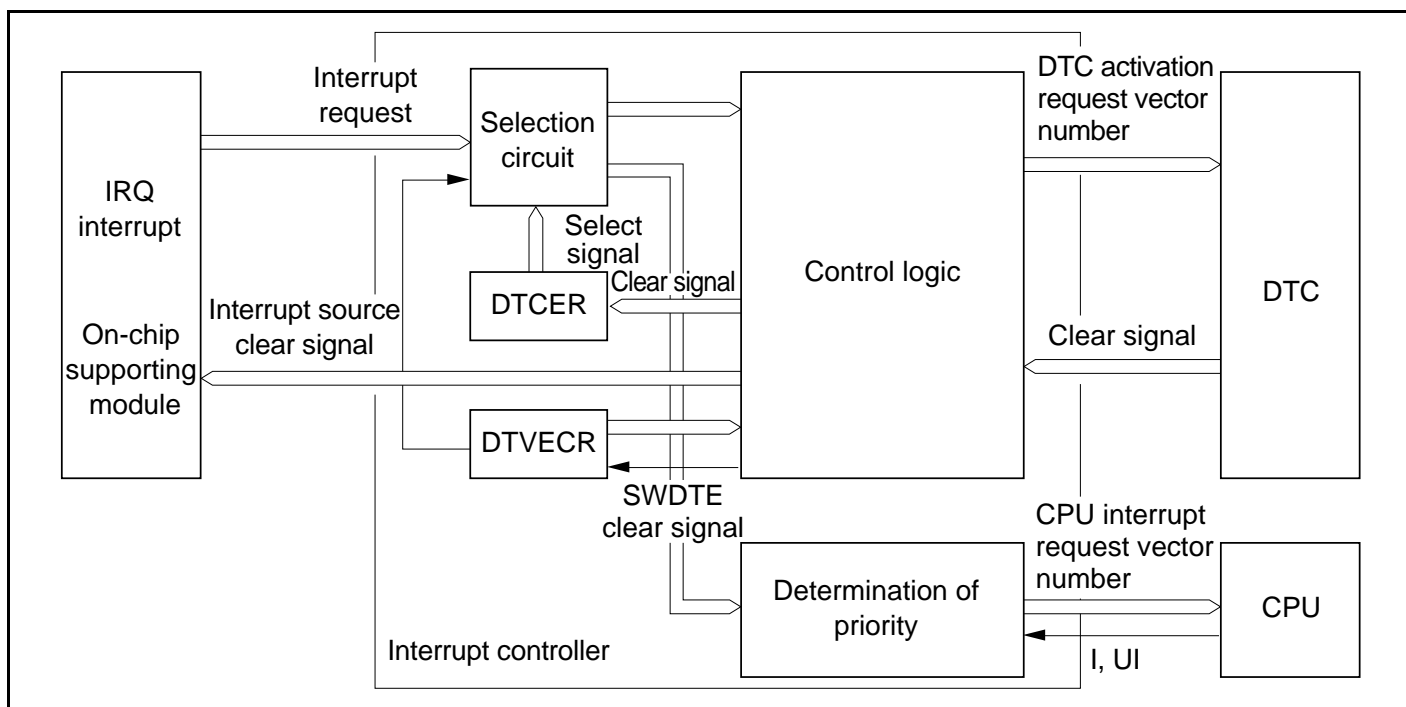 Interrupt
request
Selection
circuit
DTC activation
request vector
number
IRQ
interrupt
On-chip
supporting
module
Select
signal
Clear signal
DTCER
Control logic
DTC
Interrupt source
clear signal
Clear signal
DTVECR
SWDTE
clear signal
CPU interrupt
request vector
number
Determination of
priority
CPU
I, UI
Interrupt controller